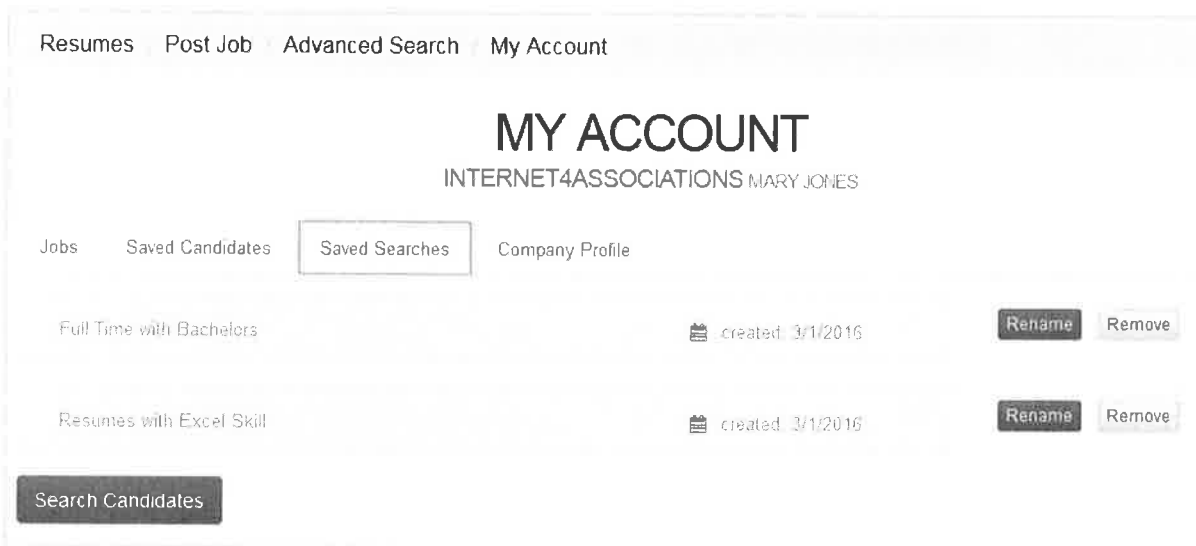 Resumes Post Job Advanced Search My Account
MY ACCOUNT
INTERNET4ASSOCIATIONS MARY JONES
Jobs Saved Candidates Saved Searches Company Profile
Full Time with Bachelors created: 3/1/2016 Rename Remove
Resumes with Excel Skill created: 3/1/2016 Rename Remove
Search Candidates